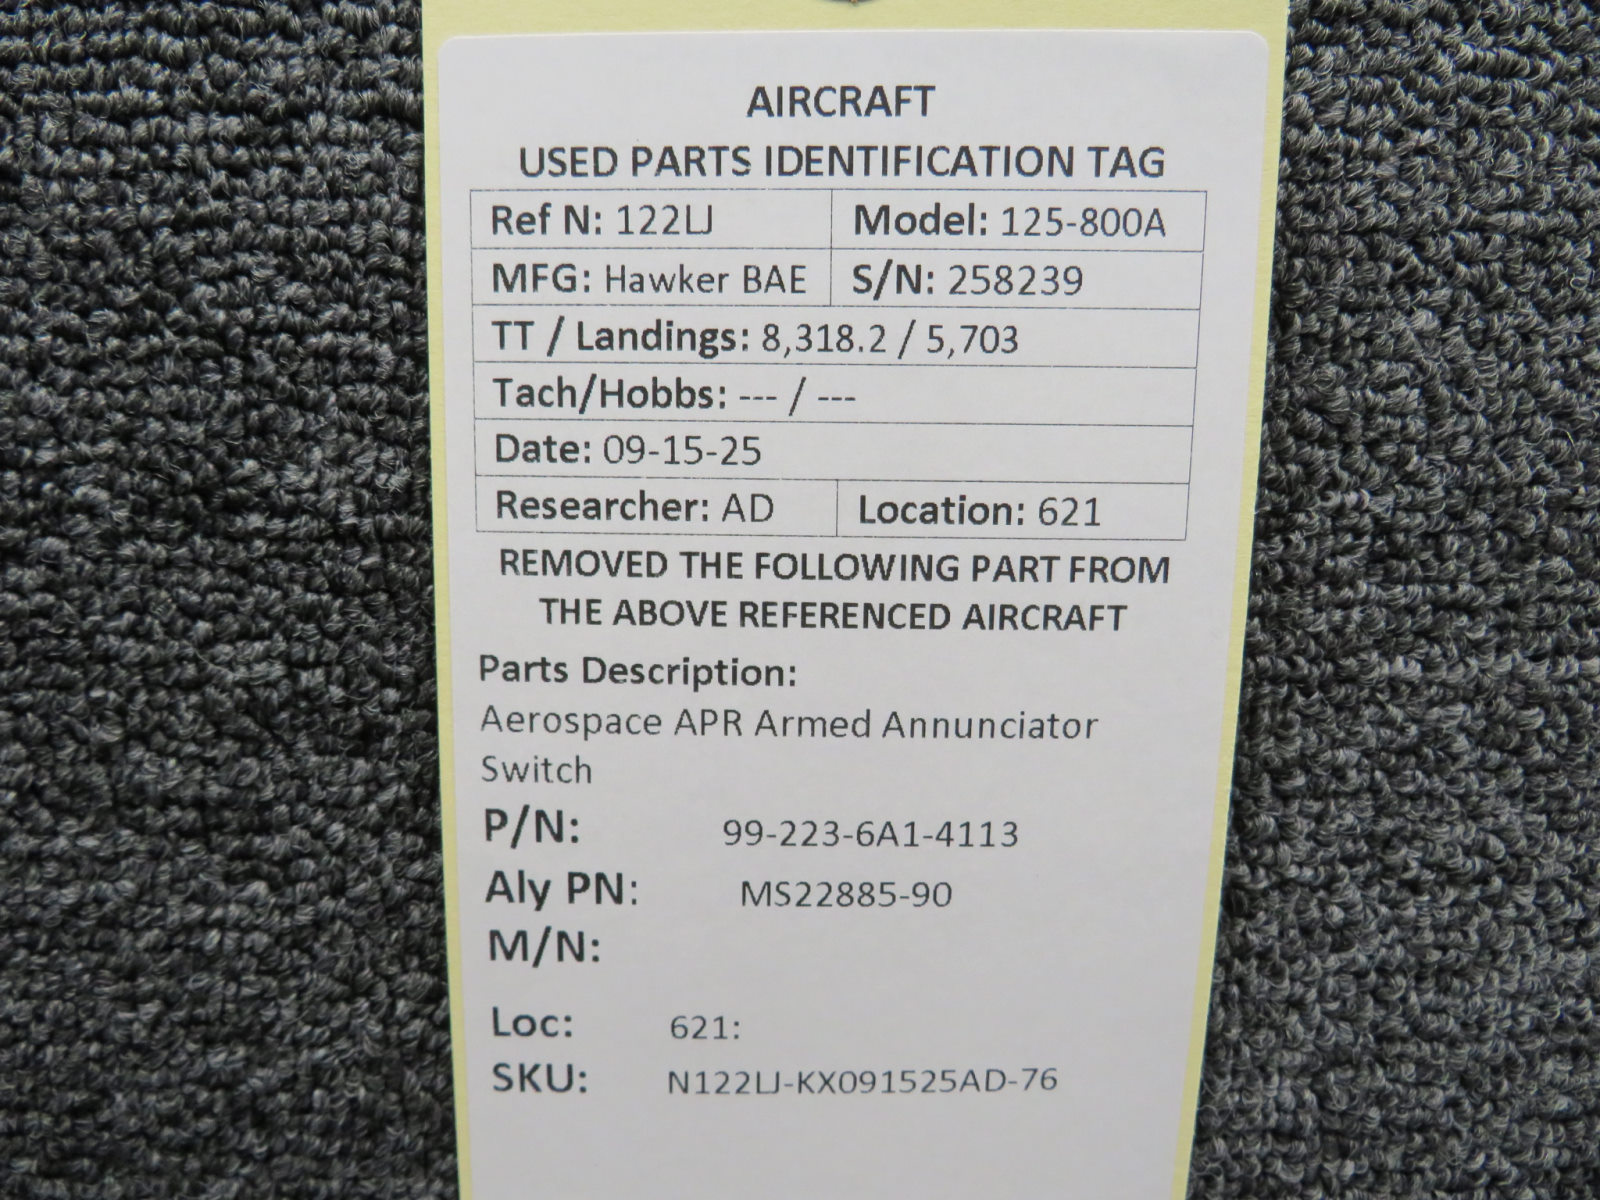 AIRCRAFT
USED PARTS IDENTIFICATION TAG
Ref N: 122LJ Model: 125-800A
MFG: Hawker BAE S/N: 258239
TT / Landings: 8,318.2 / 5,703
Tach/Hobbs: --- / ---
Date: 09-15-25
Researcher: AD Location: 621
REMOVED THE FOLLOWING PART FROM
THE ABOVE REFERENCED AIRCRAFT
Parts Description:
Aerospace APR Armed Annunciator
Switch
P/N: 99-223-6A1-4113
Aly PN: MS22885-90
M/N:
Loc: 621:
SKU: N122LJ-KX091525AD-76